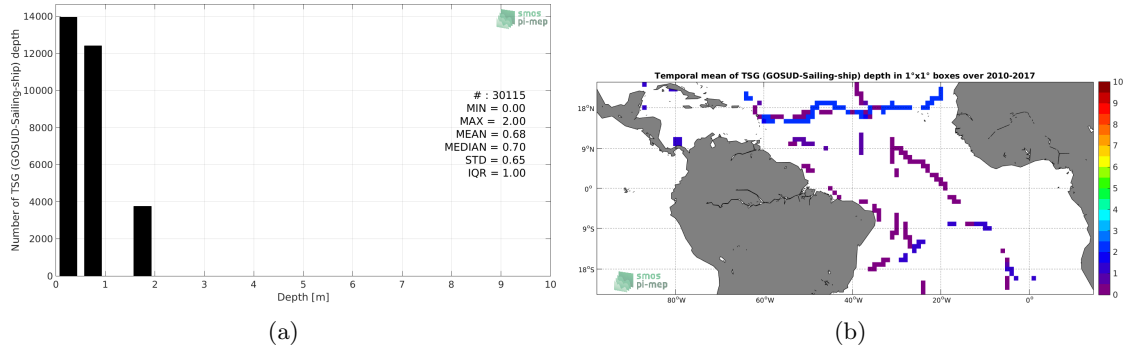 14000
12000
10000
8000
6000
4000
2000
0
Number of TSG (GOSUD-Sailing-ship) depth
smos
pi-mep
# : 30115
MIN = 0.00
MAX = 2.00
MEAN = 0.68
MEDIAN = 0.70
STD = 0.65
IQR = 1.00
0 1 2 3 4 5 6 7 8 9 10
Depth [m]
(a)
Temporal mean of TSG (GOSUD-Sailing-ship) depth in 1°x1° boxes over 2010-2017
18°N
9°N
0°
9°S
18°S
80°W 60°W 40°W 20°W 0°
smos
pi-mep
10
9
8
7
6
5
4
3
2
1
0
(b)